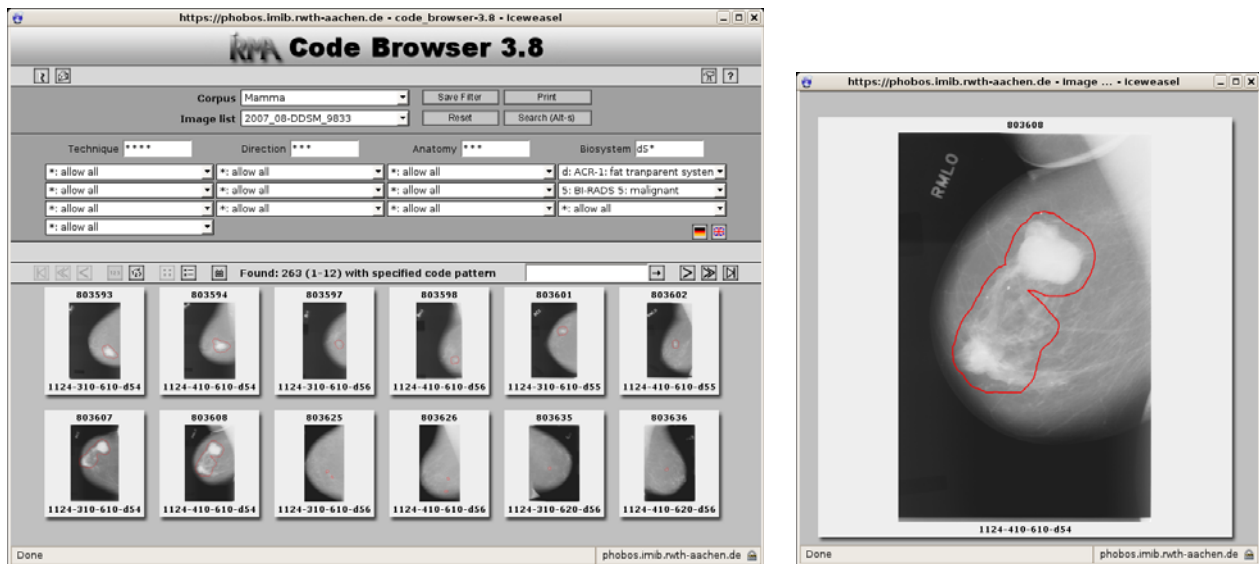 https://phobos.imib.rwth-aachen.de - code_browser-3.8 - Iceweasel
IRMA Code Browser 3.8
?
Corpus Mamma Save Filter Print
Image list 2007_08-DDSM_9833 Reset Search (Alt-s)
Technique **** Direction *** Anatomy *** Biosystem d5*
*: allow all *: allow all *: allow all d: ACR-1: fat tranparent systen
*: allow all *: allow all *: allow all 5: BI-RADS 5: malignant
*: allow all *: allow all *: allow all *: allow all
*: allow all
Found: 263 (1-12) with specified code pattern
803593 803594 803597 803598 803601 803602
1124-310-610-d54 1124-410-610-d54 1124-310-610-d56 1124-410-610-d56 1124-310-610-d55 1124-410-610-d55
803607 803608 803625 803626 803635 803636
1124-310-610-d54 1124-410-610-d54 1124-310-610-d56 1124-410-610-d56 1124-310-620-d56 1124-410-620-d56
Done phobos.imib.rwth-aachen.de
https://phobos.imib.rwth-aachen.de - Image ... - Iceweasel
803608
RMLO
1124-410-610-d54
Done phobos.imib.rwth-aachen.de